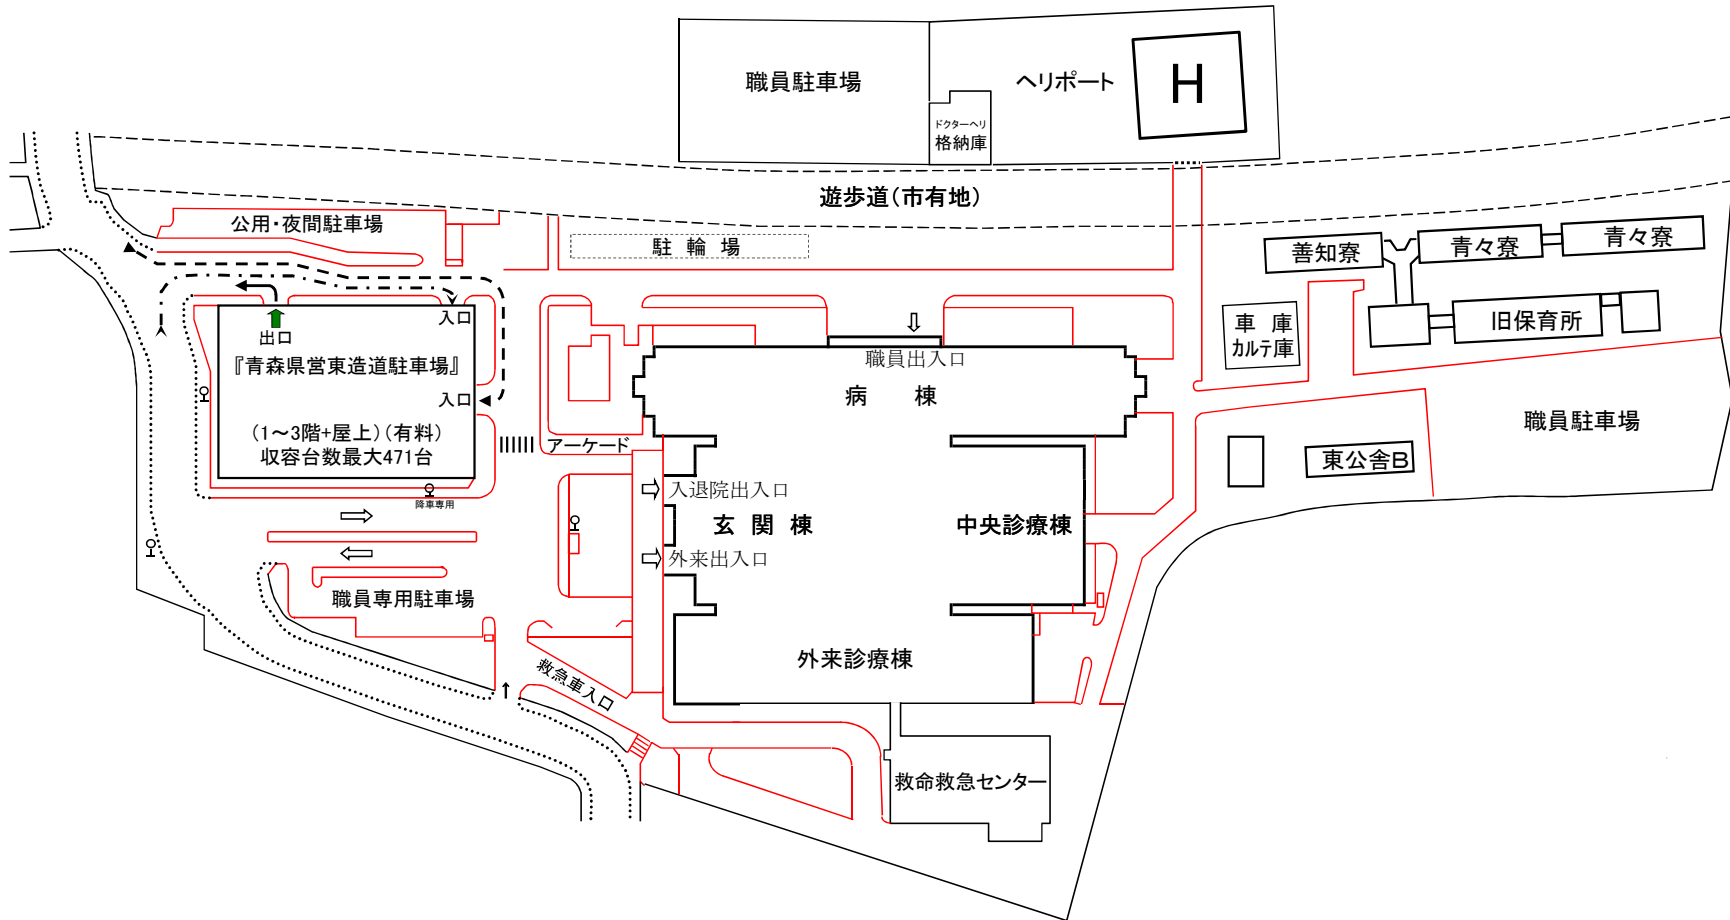 職員駐車場
ヘリポート
H
ドクターヘリ
格納庫
遊歩道(市有地)
公用・夜間駐車場
駐輪場
善知寮
青々寮
青々寮
旧保育所
車庫
カルテ庫
入口
出口
『青森県営東造道駐車場』
入口
(1～3階+屋上)(有料)
収容台数最大471台
降車専用
アーケード
職員出入口
病棟
職員駐車場
東公舎B
入退院出入口
玄関棟
中央診療棟
外来出入口
職員専用駐車場
外来診療棟
救急車入口
救命救急センター